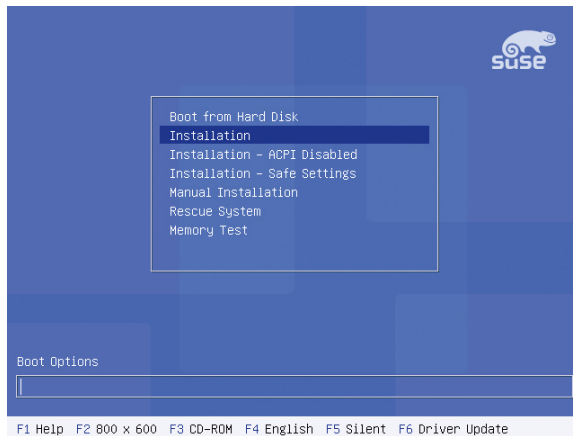 SUSE
Boot from Hard Disk
Installation
Installation - ACPI Disabled
Installation - Safe Settings
Manual Installation
Rescue System
Memory Test
Boot Options
F1 Help F2 800 x 600 F3 CD-ROM F4 English F5 Silent F6 Driver Update